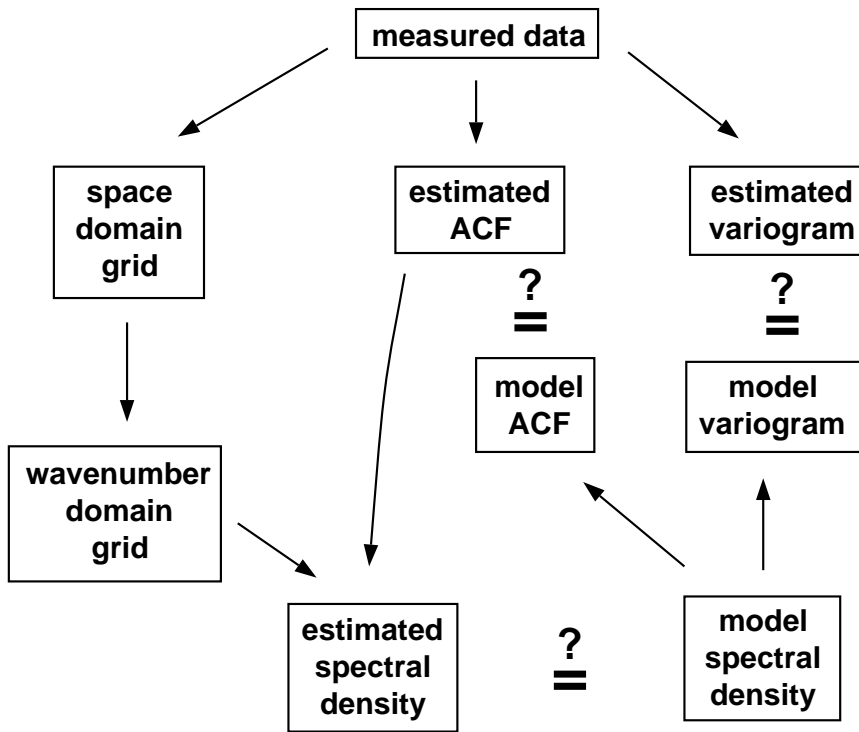 measured data
space
domain
grid
estimated
ACF
estimated
variogram
?
=
?
=
model
ACF
model
variogram
wavenumber
domain
grid
estimated
spectral
density
?
=
model
spectral
density